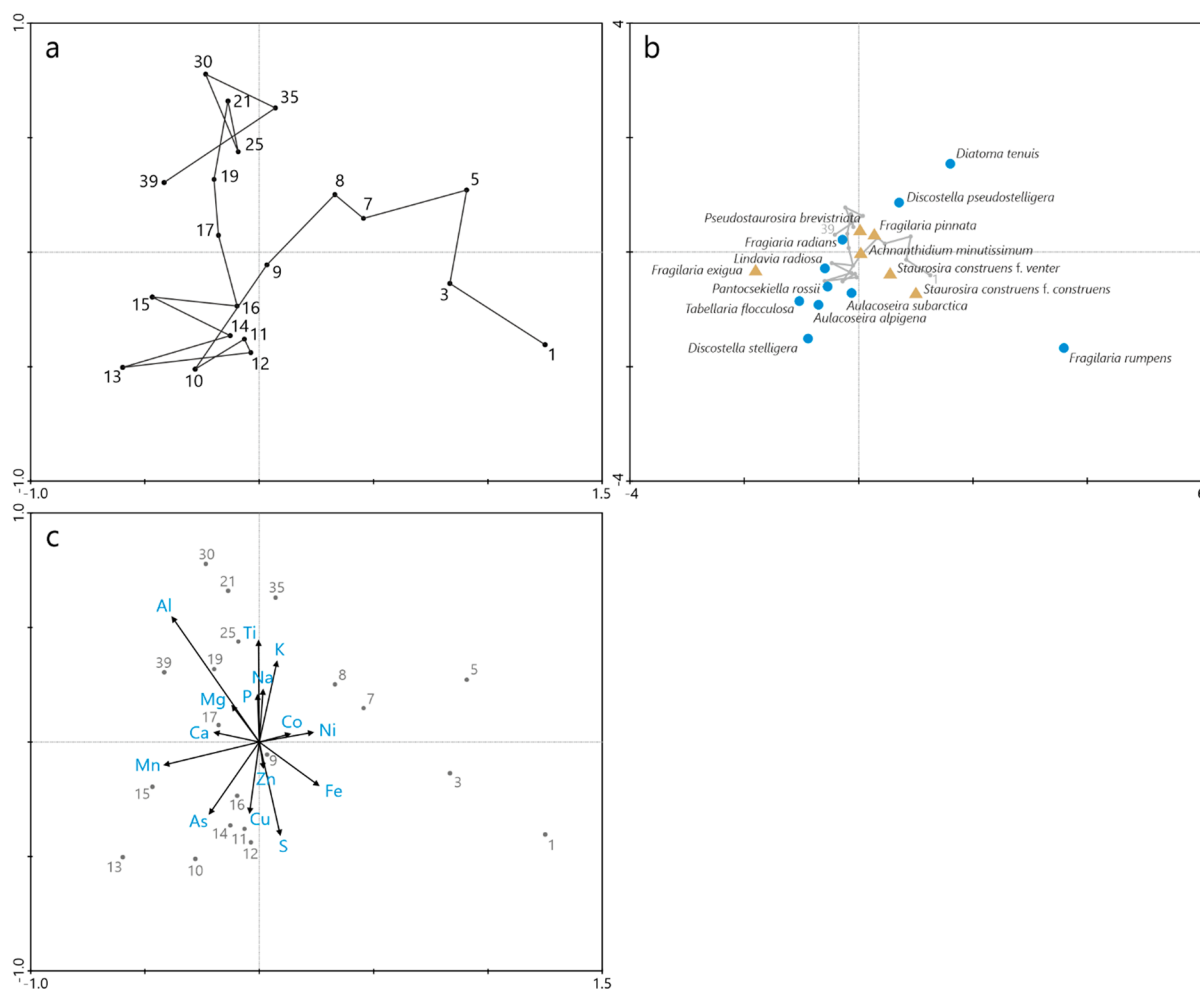 a
1.0
-1.0
-1.0
1.5
30
35
21
25
39
19
17
8
5
7
9
3
15
16
14
11
12
13
10
1
b
4
-4
-4
6
Diatoma tenuis
Discostella pseudostelligera
Pseudostaurosira brevistriata
Fragilaria pinnata
39
Fragiaria radians
Achnanthidium minutissimum
Lindavia radiosa
Fragilaria exigua
Staurosira construens f. venter
1
Pantocsekiella rossii
Staurosira construens f. construens
Tabellaria flocculosa
Aulacoseira subarctica
Aulacoseira alpigena
Discostella stelligera
Fragilaria rumpens
c
1.0
-1.0
-1.0
1.5
30
21
35
Al
Ti
25
K
39
19
Na
8
5
Mg
P
7
17
Co
Ca
Ni
9
Mn
Zn
3
15
Fe
16
As
Cu
14
11
S
12
1
13
10